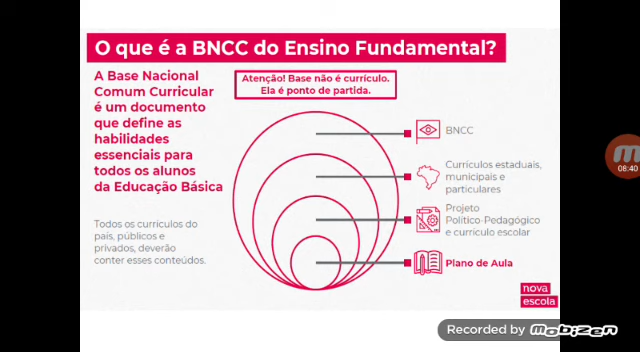 O que é a BNCC do Ensino Fundamental?
A Base Nacional
Comum Curricular
é um documento
que define as
habilidades
essenciais para
todos os alunos
da Educação Básica
Todos os currículos do
país, públicos e
privados, deverão
conter esses conteúdos.
Atenção! Base não é currículo.
Ela é ponto de partida.
BNCC
Currículos estaduais,
municipais e
particulares
Projeto
Político-Pedagógico
e currículo escolar
Plano de Aula
nova
escola
08:40
Recorded by Mobizen